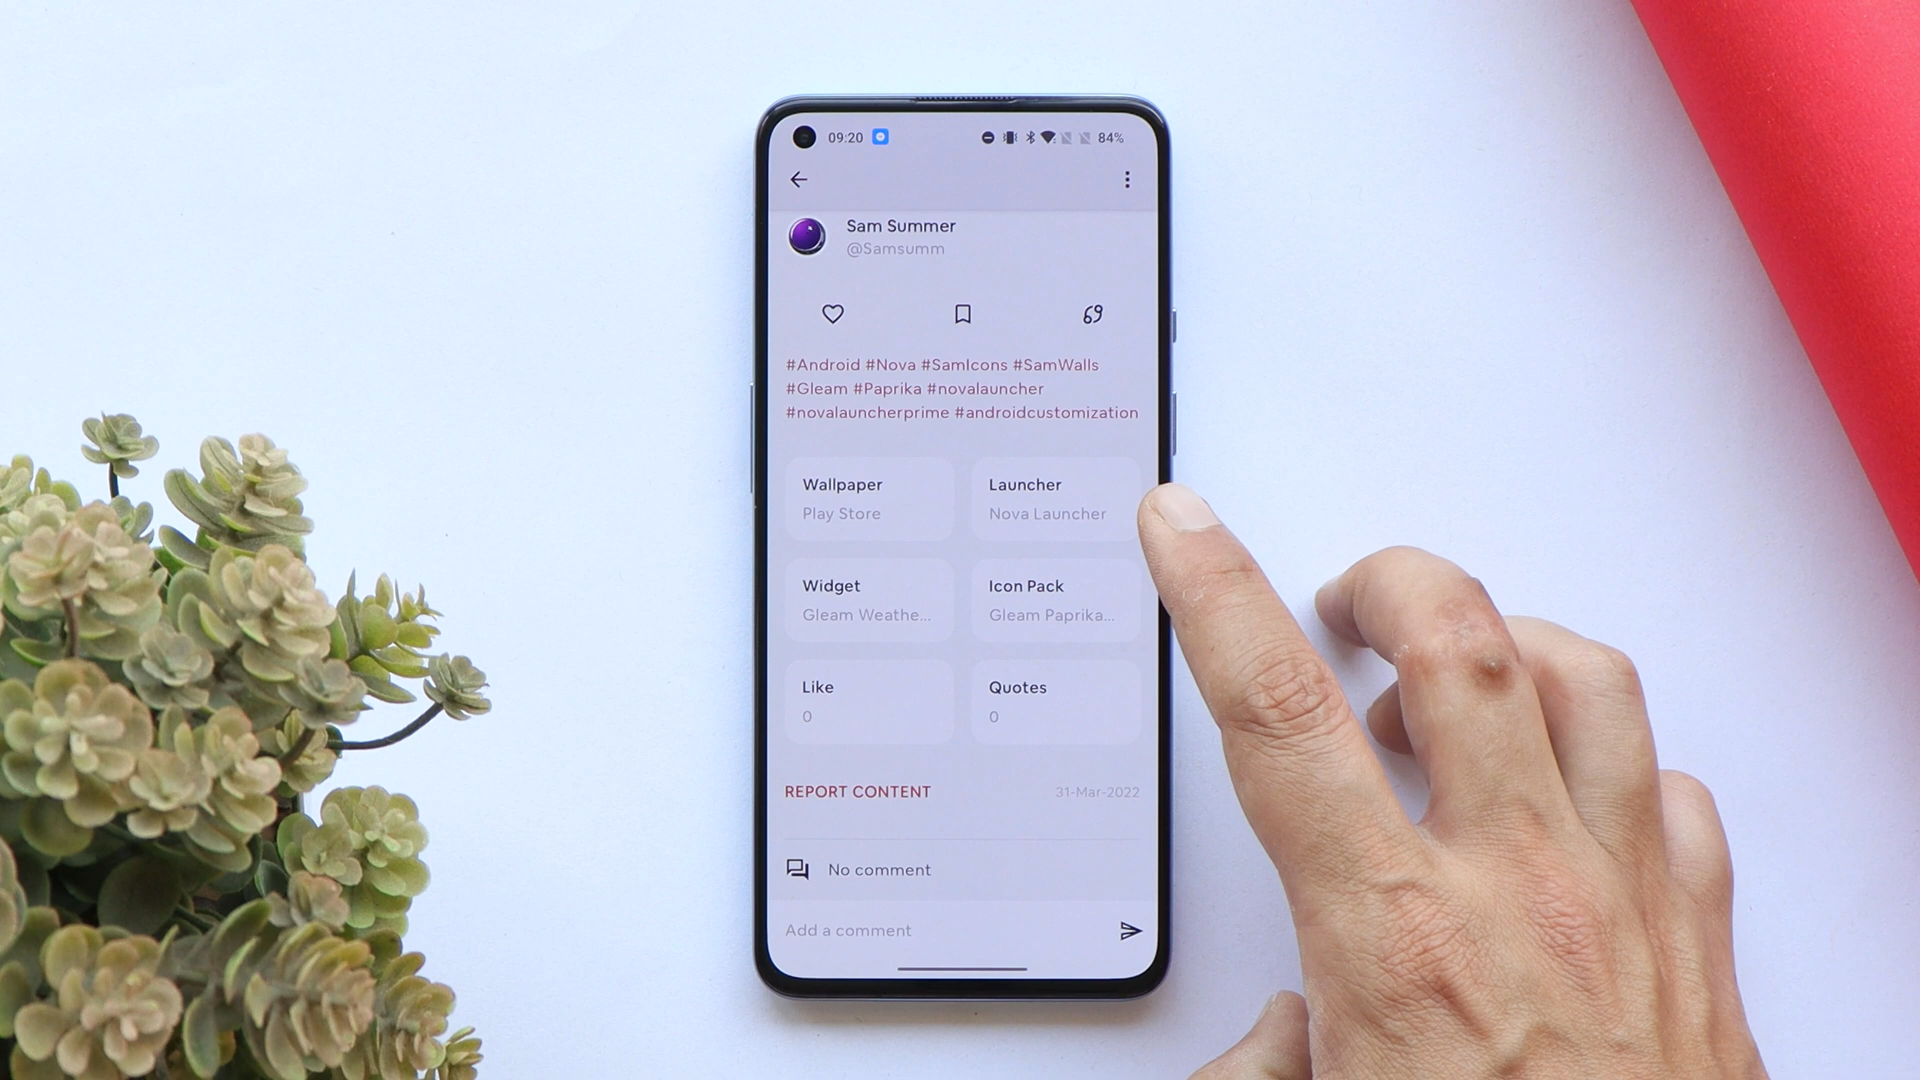 09:20 84%
Sam Summer
@Samsumm
#Android #Nova #SamIcons #SamWalls
#Gleam #Paprika #novalauncher
#novalauncherprime #androidcustomization
Wallpaper
Play Store
Launcher
Nova Launcher
Widget
Gleam Weathe...
Icon Pack
Gleam Paprika...
Like
0
Quotes
0
REPORT CONTENT 31-Mar-2022
No comment
Add a comment